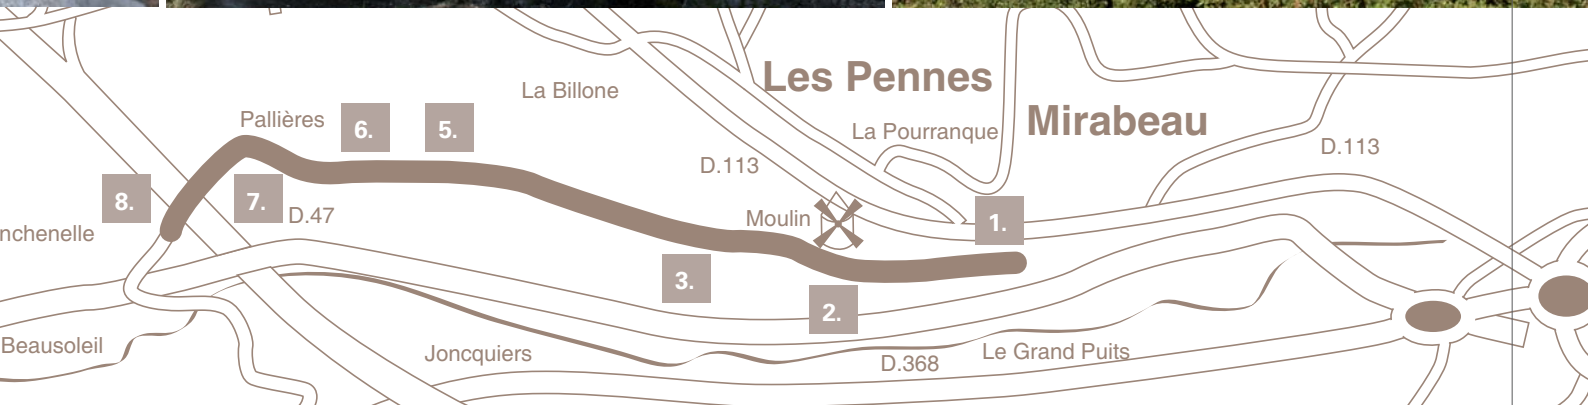 Les Pennes
Mirabeau
La Billone
Pallières
6.
5.
La Pourranque
D.113
D.113
8.
7.
D.47
Moulin
1.
nchenelle
3.
2.
Beausoleil
Joncquiers
D.368
Le Grand Puits